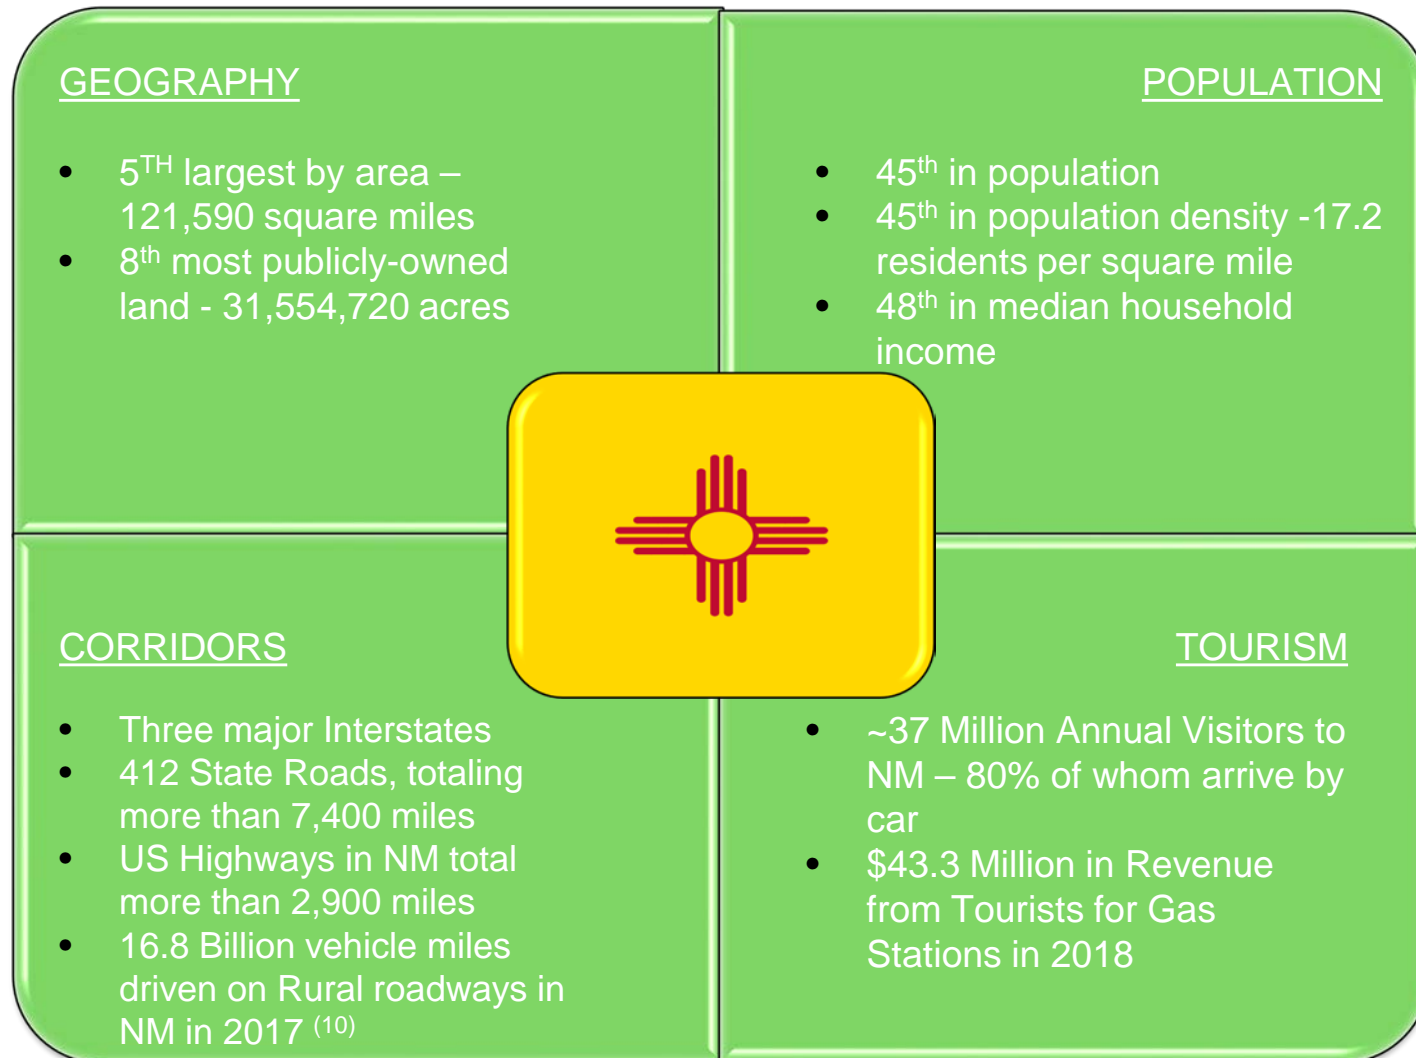 GEOGRAPHY
• 5TH largest by area –
121,590 square miles
• 8th most publicly-owned
land - 31,554,720 acres
POPULATION
• 45th in population
• 45th in population density -17.2
residents per square mile
• 48th in median household
income
CORRIDORS
• Three major Interstates
• 412 State Roads, totaling
more than 7,400 miles
• US Highways in NM total
more than 2,900 miles
• 16.8 Billion vehicle miles
driven on Rural roadways in
NM in 2017 (10)
TOURISM
• ~37 Million Annual Visitors to
NM – 80% of whom arrive by
car
• $43.3 Million in Revenue
from Tourists for Gas
Stations in 2018